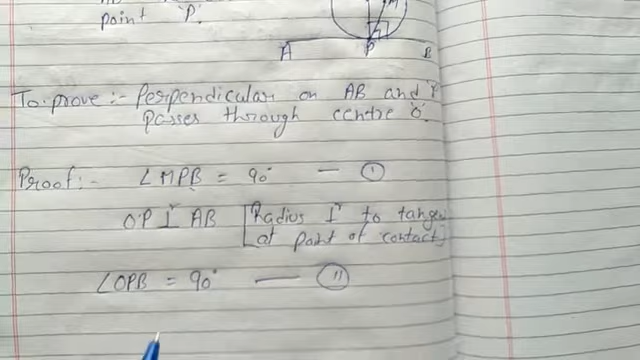 point 'P'.
M
A P B
To prove :- Perpendicular on AB and P
passes through centre 'O'.
Proof :- ∠MPB = 90° — (I)
OP ⊥ AB [Radius ⊥ to tange
at point of contact]
∠OPB = 90° — (II)